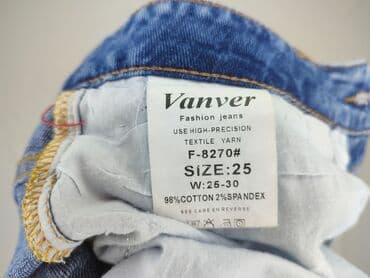 Vanver
Fashion jeans
USE HIGH-PRECISION
TEXTILE YARN
F-8270#
SIZE:25
W:26-30
98%COTTON 2%SPANDEX
SEE CARE ON REVERSE